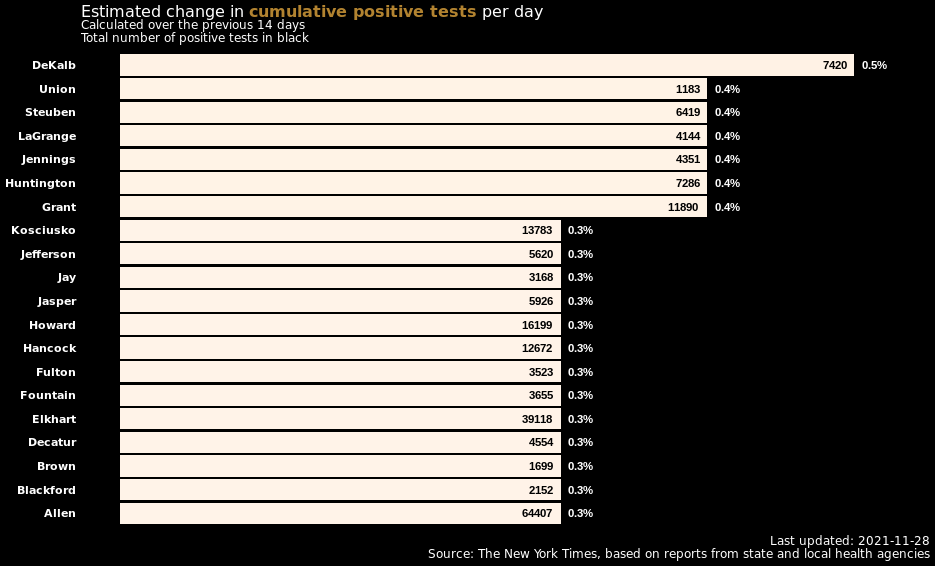 Estimated change in cumulative positive tests per day
Calculated over the previous 14 days
Total number of positive tests in black
DeKalb 7420 0.5%
Union 1183 0.4%
Steuben 6419 0.4%
LaGrange 4144 0.4%
Jennings 4351 0.4%
Huntington 7286 0.4%
Grant 11890 0.4%
Kosciusko 13783 0.3%
Jefferson 5620 0.3%
Jay 3168 0.3%
Jasper 5926 0.3%
Howard 16199 0.3%
Hancock 12672 0.3%
Fulton 3523 0.3%
Fountain 3655 0.3%
Elkhart 39118 0.3%
Decatur 4554 0.3%
Brown 1699 0.3%
Blackford 2152 0.3%
Allen 64407 0.3%
Last updated: 2021-11-28
Source: The New York Times, based on reports from state and local health agencies